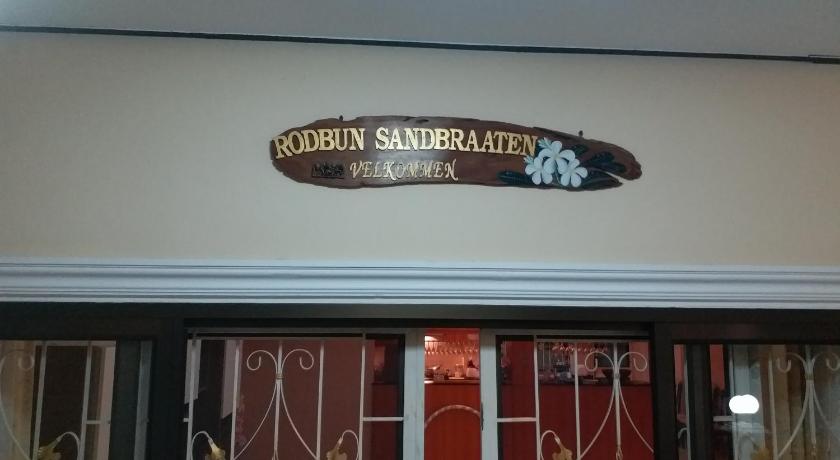 RODBUN SANDBRAATEN
VELKOMMEN